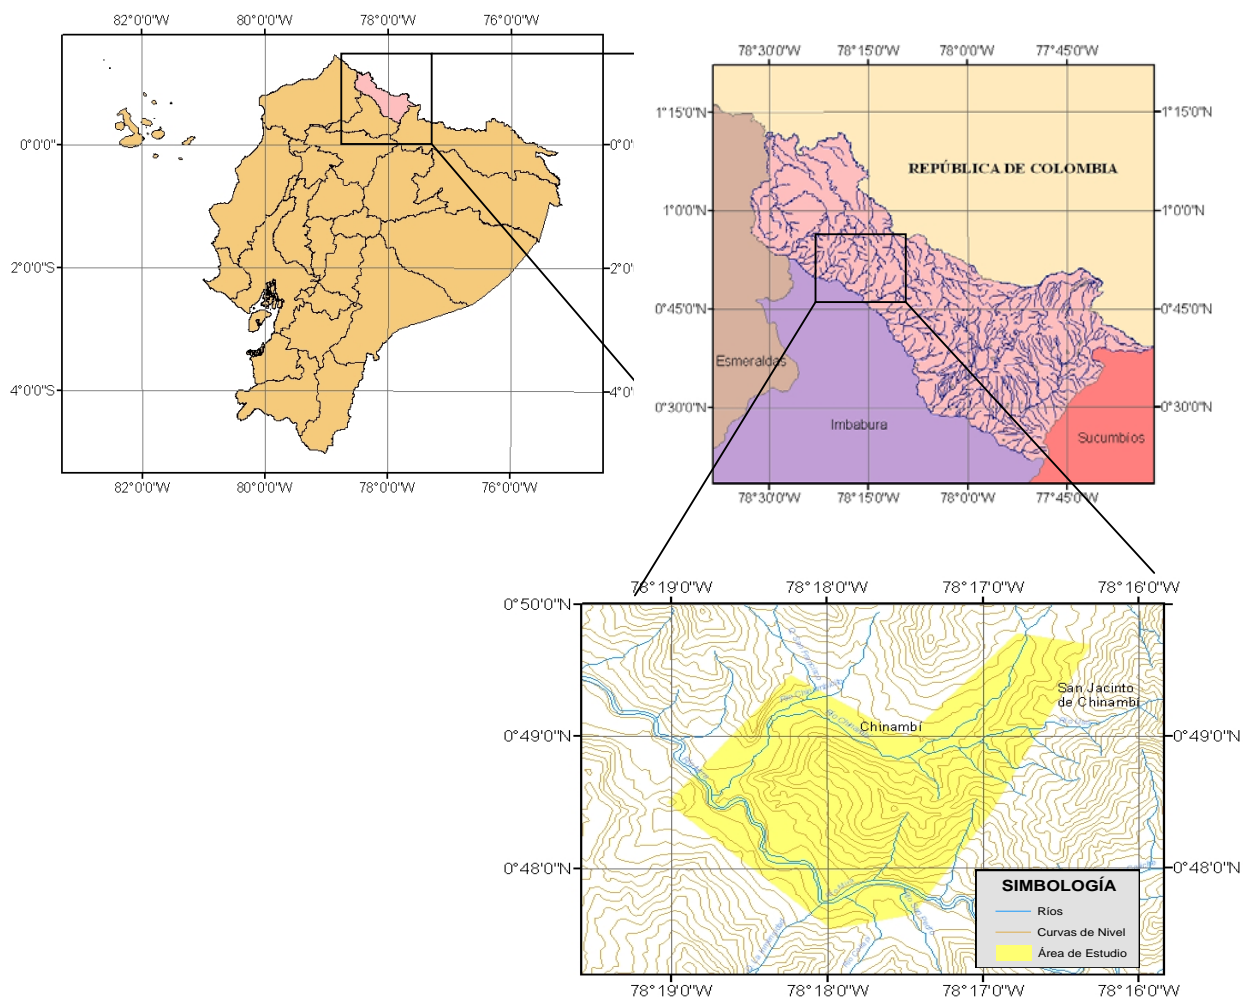 82°0'0"W 80°0'0"W 78°0'0"W 76°0'0"W
0°0'0"
2°0'0"S
4°0'0"S
0°0'
2°0'
4°0'
82°0'0"W 80°0'0"W 78°0'0"W 76°0'0"W
78°30'0"W 78°15'0"W 78°0'0"W 77°45'0"W
1°15'0"N 1°15'0"N
REPÚBLICA DE COLOMBIA
1°0'0"N 1°0'0"N
0°45'0"N 0°45'0"N
Esmeraldas
0°30'0"N 0°30'0"N
Imbabura
Sucumbíos
78°30'0"W 78°15'0"W 78°0'0"W 77°45'0"W
78°19'0"W 78°18'0"W 78°17'0"W 78°16'0"W
0°50'0"N
San Jacinto
de Chinambí
Chinambí
0°49'0"N 0°49'0"N
0°48'0"N 0°48'0"N
SIMBOLOGÍA
Ríos
Curvas de Nivel
Área de Estudio
78°19'0"W 78°18'0"W 78°17'0"W 78°16'0"W